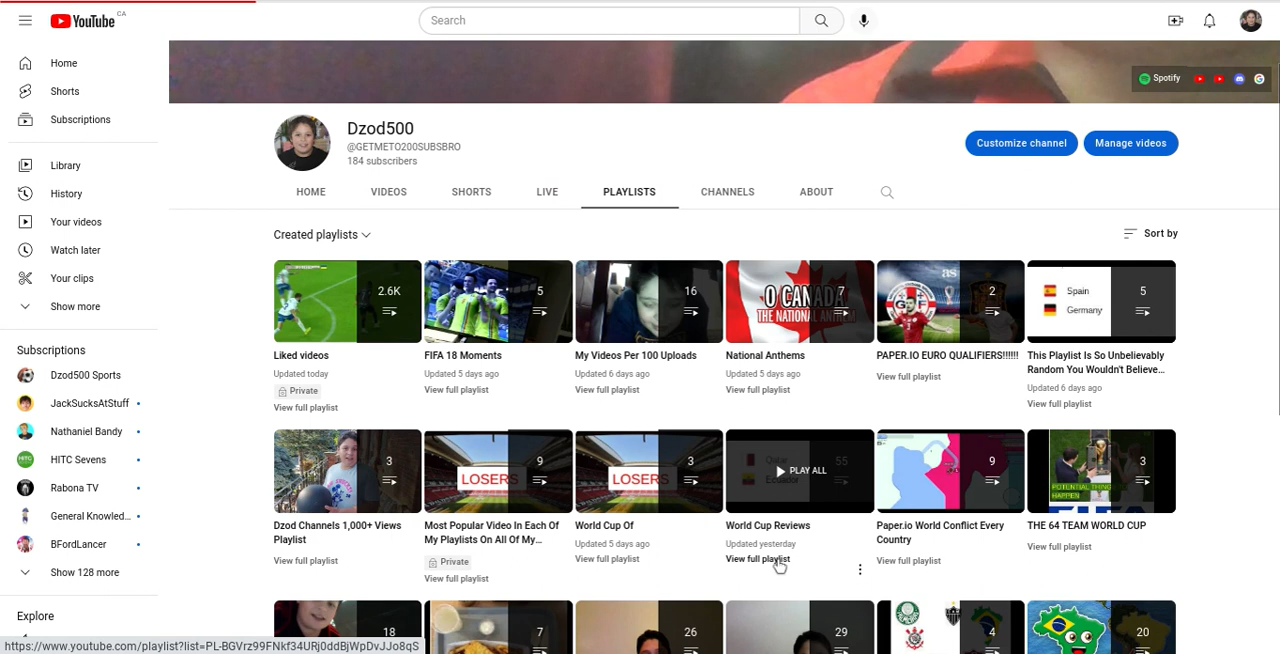 YouTube CA
Search
Home
Shorts
Subscriptions
Library
History
Your videos
Watch later
Your clips
Show more
Subscriptions
Dzod500 Sports
JackSucksAtStuff
Nathaniel Bandy
HITC Sevens
Rabona TV
General Knowled...
BFordLancer
Show 128 more
Explore
Spotify
Dzod500
@GETMETO200SUBSBRO
184 subscribers
Customize channel
Manage videos
HOME
VIDEOS
SHORTS
LIVE
PLAYLISTS
CHANNELS
ABOUT
Created playlists
Sort by
2.6K
Liked videos
Updated today
Private
View full playlist
5
FIFA 18 Moments
Updated 5 days ago
View full playlist
16
My Videos Per 100 Uploads
Updated 6 days ago
View full playlist
O CANADA
THE NATIONAL ANTHEM
7
National Anthems
Updated 5 days ago
View full playlist
as
2
PAPER.IO EURO QUALIFIERS!!!!!!
View full playlist
Spain
Germany
5
This Playlist Is So Unbelievably
Random You Wouldn't Believe...
Updated 6 days ago
View full playlist
3
Dzod Channels 1,000+ Views
Playlist
View full playlist
LOSERS
9
Most Popular Video In Each Of
My Playlists On All Of My...
Private
View full playlist
LOSERS
3
World Cup Of
Updated 5 days ago
View full playlist
Qatar
Ecuador
PLAY ALL
55
World Cup Reviews
Updated yesterday
View full playlist
9
Paper.io World Conflict Every
Country
View full playlist
POTENTIAL THING
HAPPEN
3
THE 64 TEAM WORLD CUP
View full playlist
18
7
26
29
4
20
https://www.youtube.com/playlist?list=PL-BGVrz99FNkf34URj0ddBjWpDvJJo8qS